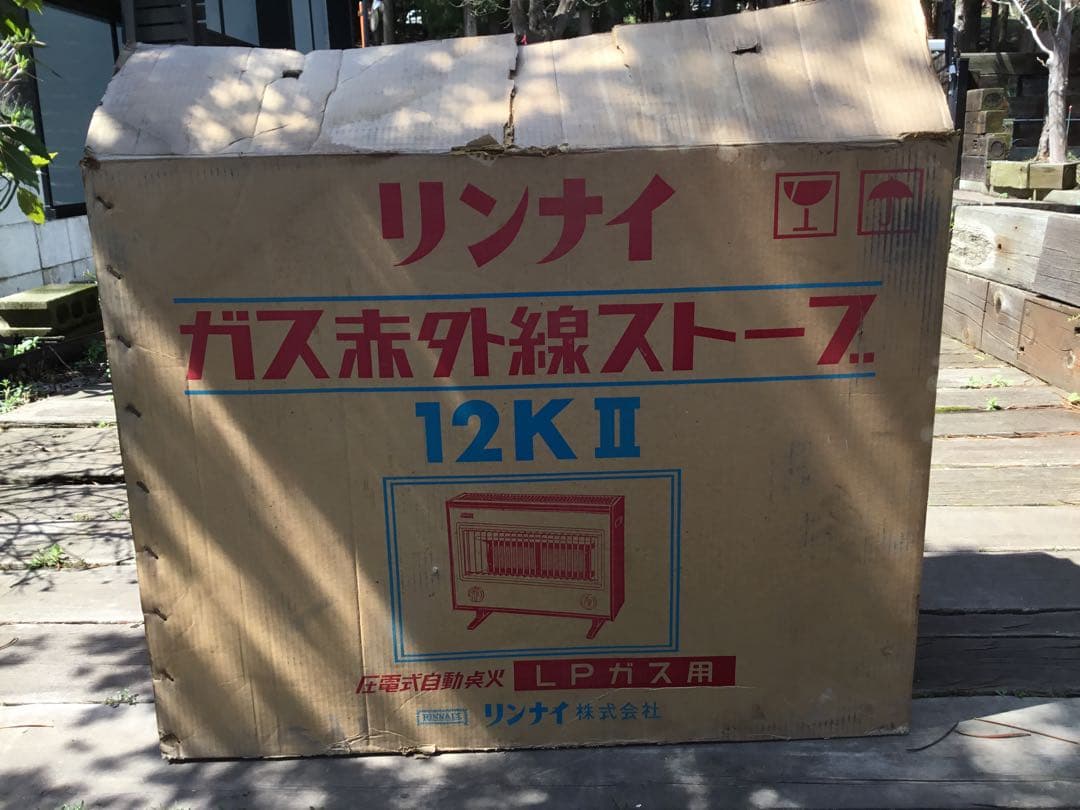 リンナイ
ガス赤外線ストーブ
12KⅡ
圧電式自動点火 LPガス用
RINNAI リンナイ株式会社